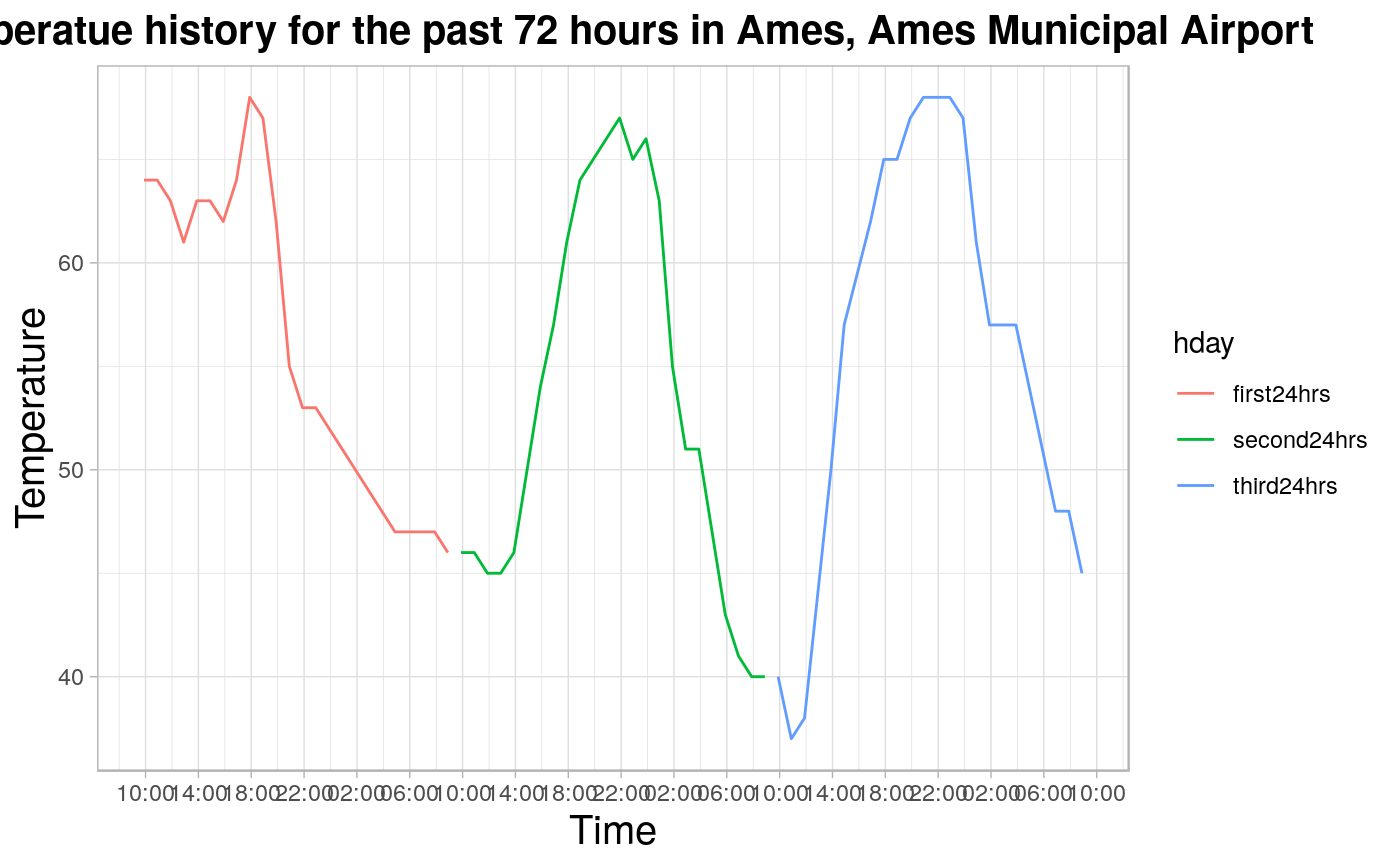 peratue history for the past 72 hours in Ames, Ames Municipal Airport
Temperature
60
50
40
10:00 14:00 18:00 22:00 02:00 06:00 10:00 14:00 18:00 22:00 02:00 06:00 10:00 14:00 18:00 22:00 02:00 06:00 10:00
Time
hday
first24hrs
second24hrs
third24hrs